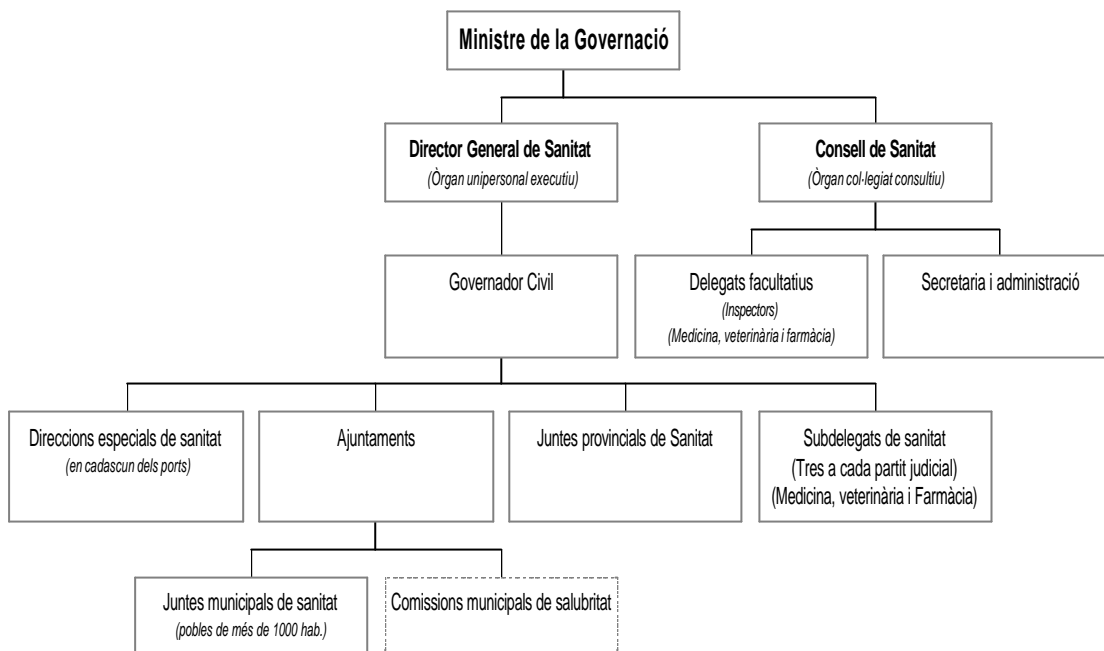 Ministre de la Governació
Director General de Sanitat
(Òrgan unipersonal executiu)
Consell de Sanitat
(Òrgan col·legiat consultiu)
Governador Civil
Delegats facultatius
(Inspectors)
(Medicina, veterinària i farmàcia)
Secretaria i administració
Direccions especials de sanitat
(en cadascun dels ports)
Ajuntaments
Juntes provincials de Sanitat
Subdelegats de sanitat
(Tres a cada partit judicial)
(Medicina, veterinària i Farmàcia)
Juntes municipals de sanitat
(pobles de més de 1000 hab.)
Comissions municipals de salubritat